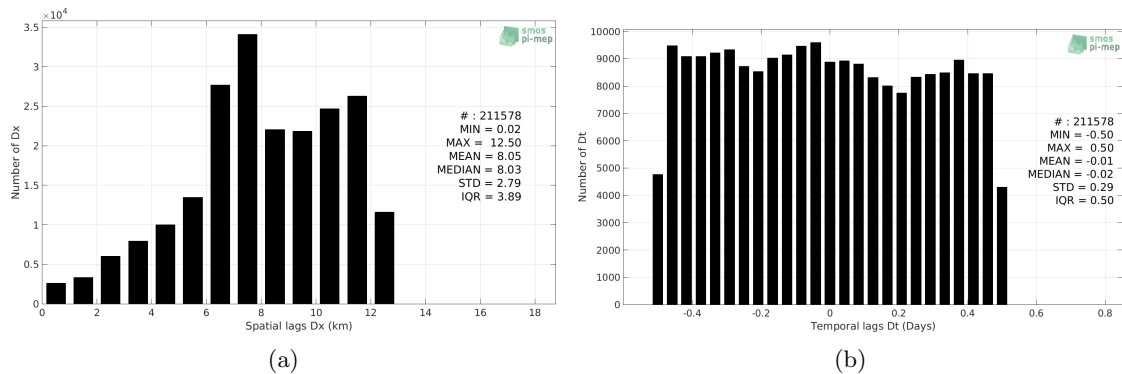 ×10⁴
3.5
3
2.5
2
1.5
1
0.5
0
Number of Dx
smos
pi-mep
# : 211578
MIN = 0.02
MAX = 12.50
MEAN = 8.05
MEDIAN = 8.03
STD = 2.79
IQR = 3.89
0 2 4 6 8 10 12 14 16 18
Spatial lags Dx (km)
(a)
10000
9000
8000
7000
6000
5000
4000
3000
2000
1000
0
Number of Dt
smos
pi-mep
# : 211578
MIN = -0.50
MAX = 0.50
MEAN = -0.01
MEDIAN = -0.02
STD = 0.29
IQR = 0.50
-0.4 -0.2 0 0.2 0.4 0.6 0.8
Temporal lags Dt (Days)
(b)